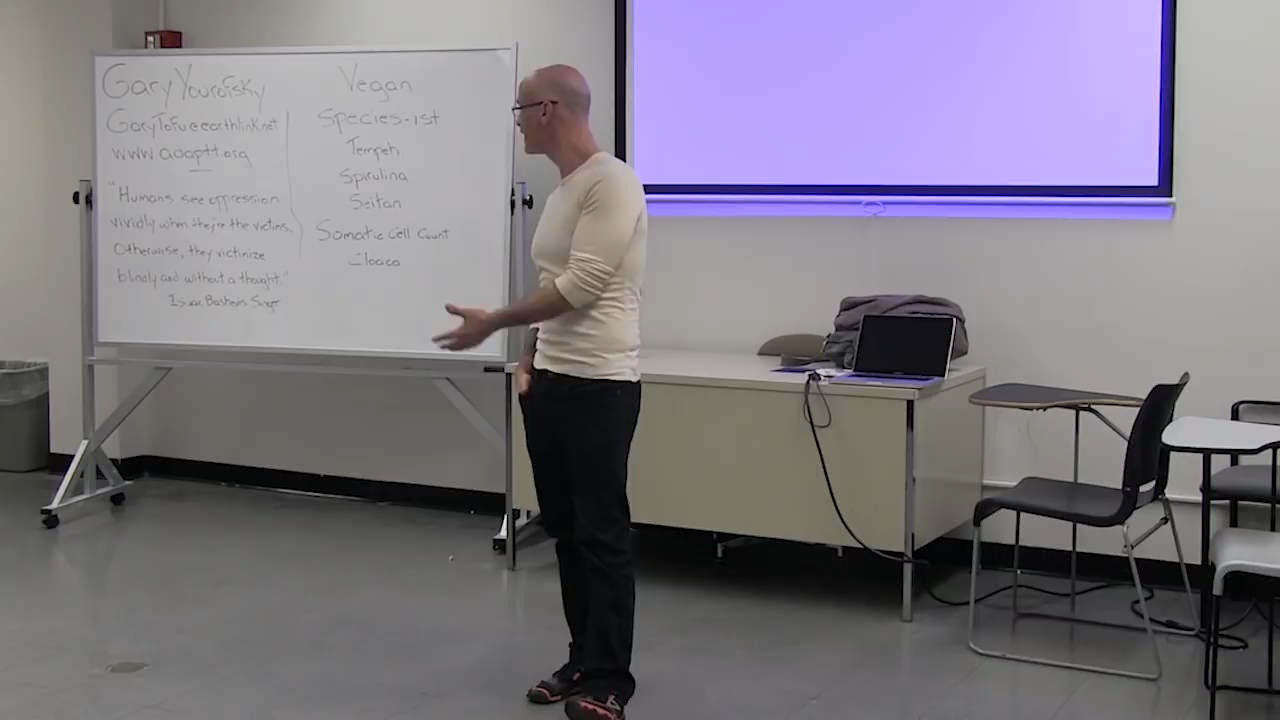 Gary Yourofsky
GaryTofu@earthlink.net
www.adaptt.org
"Humans see oppression
vividly when they're the victims.
Otherwise, they victimize
blindly and without a thought."
Isaac Bashevis Singer
Vegan
Species-ist
Tempeh
Spirulina
Seitan
Somatic Cell Count
Cloaca